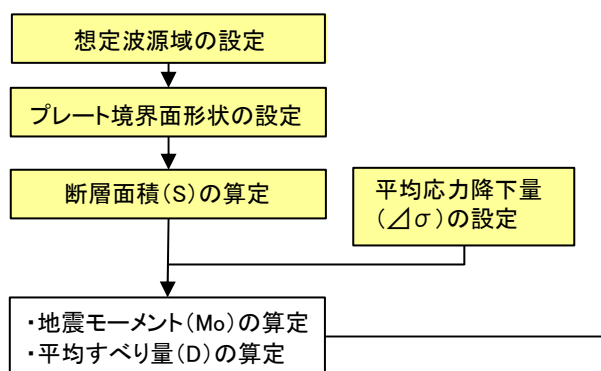 想定波源域の設定
プレート境界面形状の設定
断層面積(S)の算定
平均応力降下量
(⊿σ)の設定
・地震モーメント(Mo)の算定
・平均すべり量(D)の算定